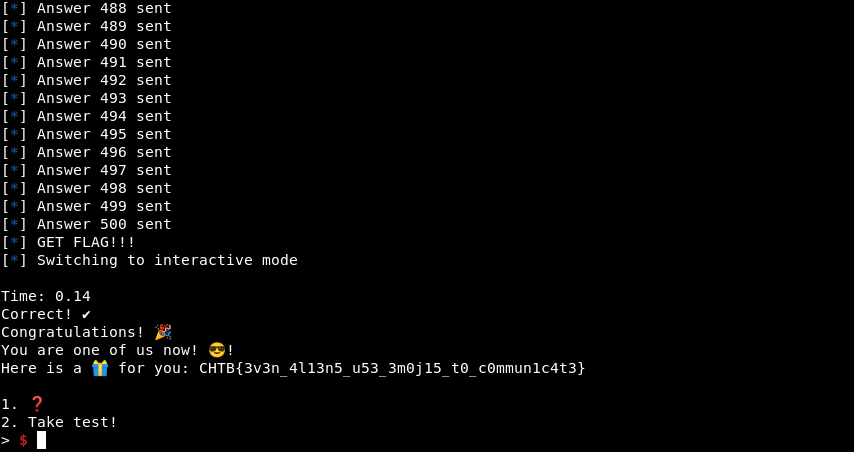 [*] Answer 488 sent
[*] Answer 489 sent
[*] Answer 490 sent
[*] Answer 491 sent
[*] Answer 492 sent
[*] Answer 493 sent
[*] Answer 494 sent
[*] Answer 495 sent
[*] Answer 496 sent
[*] Answer 497 sent
[*] Answer 498 sent
[*] Answer 499 sent
[*] Answer 500 sent
[*] GET FLAG!!!
[*] Switching to interactive mode
Time: 0.14
Correct! ✔
Congratulations! 🎉
You are one of us now! 😎!
Here is a 🎁 for you: CHTB{3v3n_4l13n5_u53_3m0j15_t0_c0mmun1c4t3}
1. ❓
2. Take test!
> $